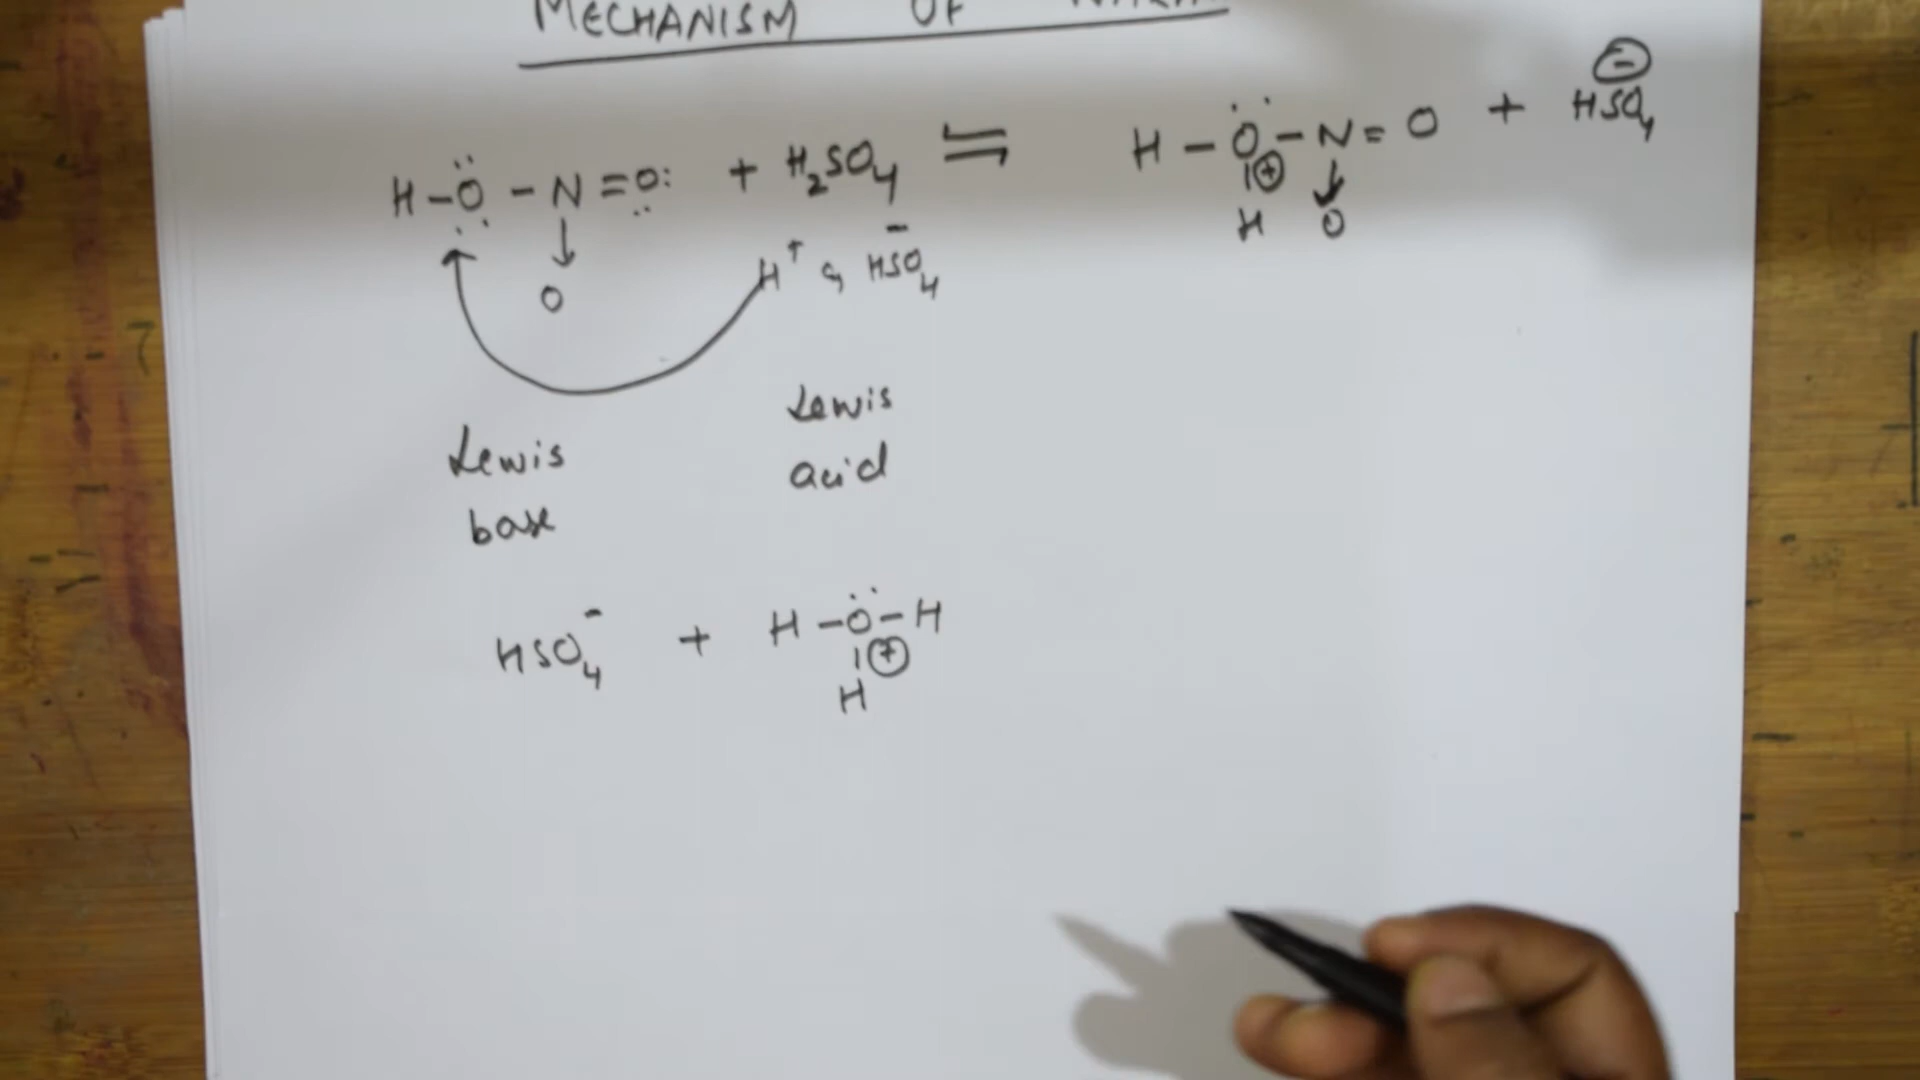 MECHANISM OF
H - Ö - N = O: + H₂SO₄ ⇌ H - O - N = O + HSO₄ ⊖
↓ | ⊕ ↓
O H⁺ & HSO₄⁻ H O
Lewis base
Lewis acid
HSO₄⁻ + H - Ö - H
| ⊕
H